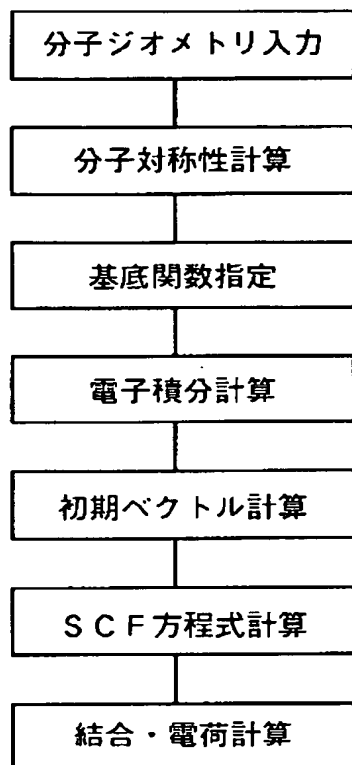 分子ジオメトリ入力
分子対称性計算
基底関数指定
電子積分計算
初期ベクトル計算
SCF方程式計算
結合・電荷計算